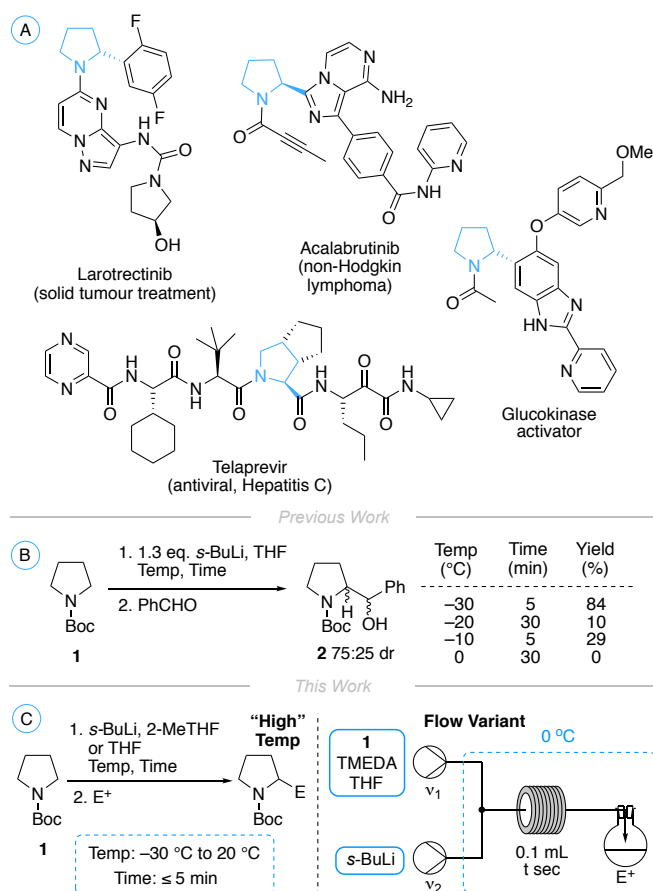 A
F
N
F
N
N
N
N
HN
O
N
OH
Larotrectinib
(solid tumour treatment)
N
N
N
N
NH2
O
N
O
N
H
Acalabrutinib
(non-Hodgkin
lymphoma)
OMe
N
O
N
O
N
HN
N
Glucokinase
activator
N
N
H
N
O
O
N
H
O
N
H
N
O
O
H
N
O
Telaprevir
(antiviral, Hepatitis C)
Previous Work
B
N
Boc
1
1. 1.3 eq. s-BuLi, THF
Temp, Time
2. PhCHO
N
H
Ph
Boc
OH
2 75:25 dr
Temp Time Yield
(°C) (min) (%)
–30 5 84
–20 30 10
–10 5 29
0 30 0
This Work
C
N
Boc
1
1. s-BuLi, 2-MeTHF
or THF
Temp, Time
2. E+
"High"
Temp
N
E
Boc
Temp: –30 °C to 20 °C
Time: ≤ 5 min
Flow Variant
0 °C
1
TMEDA
THF
ν1
s-BuLi
ν2
0.1 mL
t sec
E+